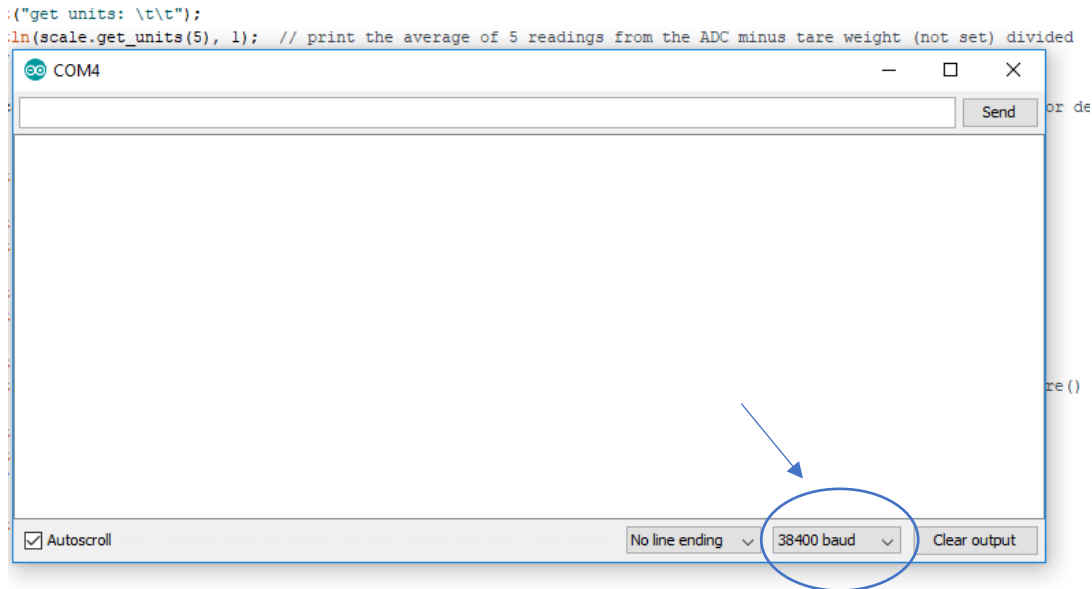 :("get units: \t\t");
ln(scale.get_units(5), 1);  // print the average of 5 readings from the ADC minus tare weight (not set) divided
COM4
Send
or de
re()
Autoscroll
No line ending
38400 baud
Clear output